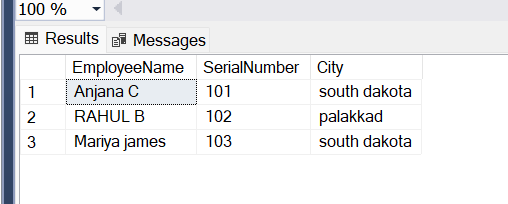 100 %
Results Messages
EmployeeName SerialNumber City
1 Anjana C 101 south dakota
2 RAHUL B 102 palakkad
3 Mariya james 103 south dakota